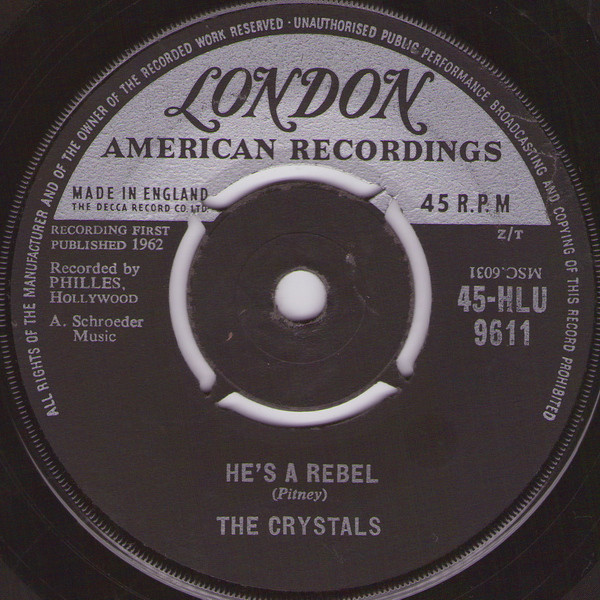 ALL RIGHTS OF THE MANUFACTURER AND OF THE OWNER OF THE RECORDED WORK RESERVED · UNAUTHORISED PUBLIC PERFORMANCE BROADCASTING AND COPYING OF THIS RECORD PROHIBITED
LONDON
AMERICAN RECORDINGS
MADE IN ENGLAND
THE DECCA RECORD CO. LTD.
45 R.P.M
RECORDING FIRST
PUBLISHED 1962
Z/T
Recorded by
PHILLES,
HOLLYWOOD
MSC.6031
45-HLU
9611
A. Schroeder
Music
HE'S A REBEL
(Pitney)
THE CRYSTALS